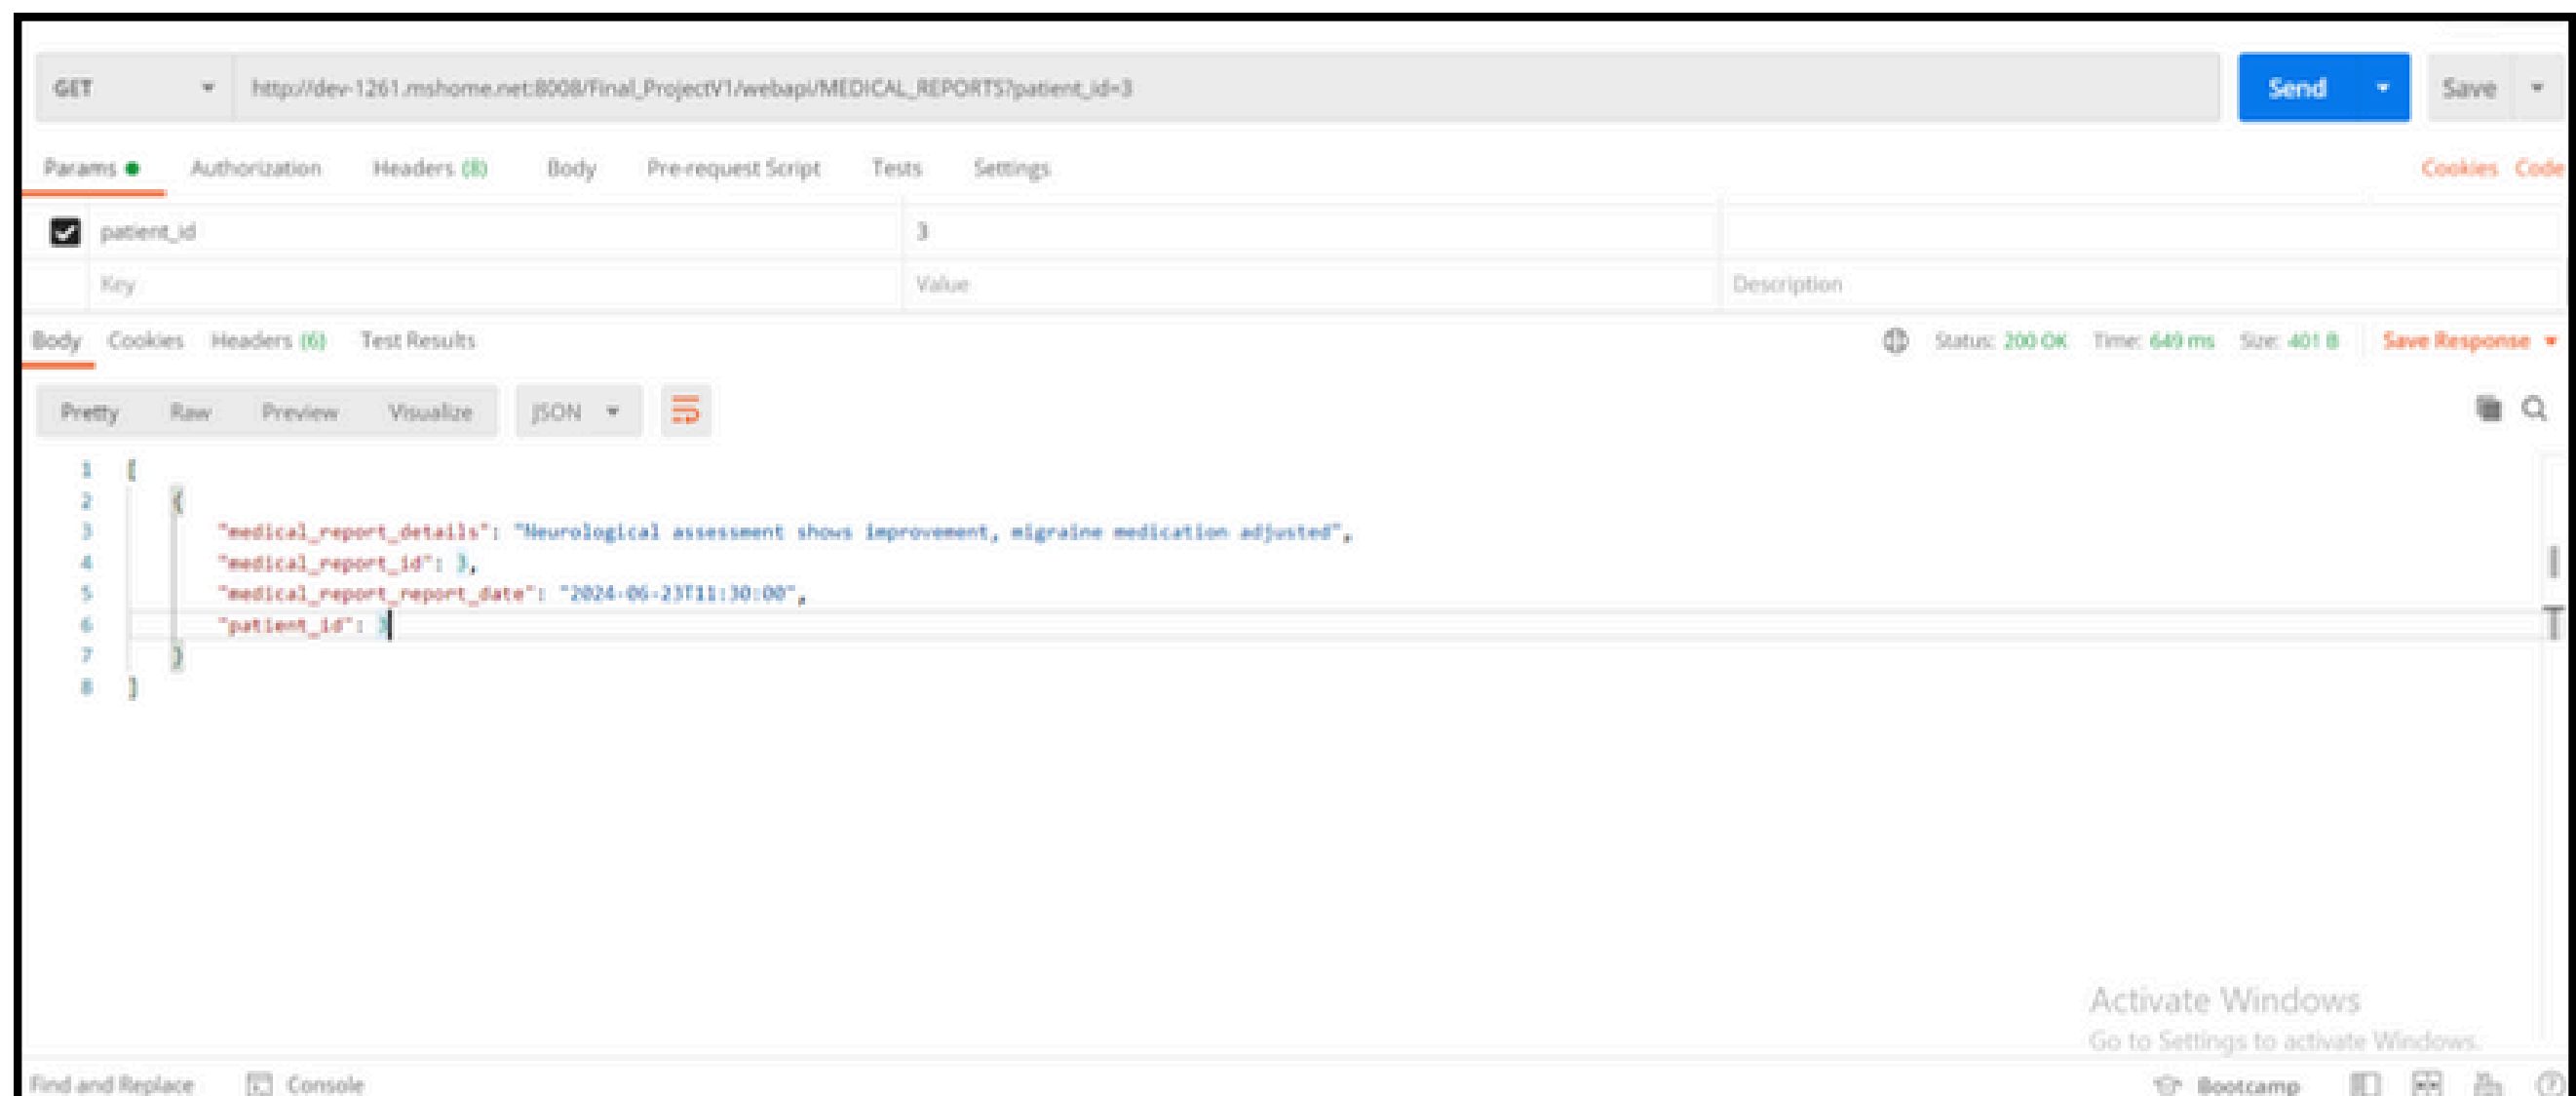 GET http://dev-1261.mshome.net:8008/Final_ProjectV1/webapi/MEDICAL_REPORTS?patient_id=3 Send Save
Params Authorization Headers (8) Body Pre-request Script Tests Settings Cookies Code
patient_id 3
Key Value Description
Body Cookies Headers (6) Test Results Status: 200 OK Time: 649 ms Size: 401 B Save Response
Pretty Raw Preview Visualize JSON
1 [
2 {
3 "medical_report_details": "Neurological assessment shows improvement, migraine medication adjusted",
4 "medical_report_id": 3,
5 "medical_report_report_date": "2024-06-23T11:30:00",
6 "patient_id": 3
7 }
8 ]
Activate Windows
Go to Settings to activate Windows.
Find and Replace Console Bootcamp